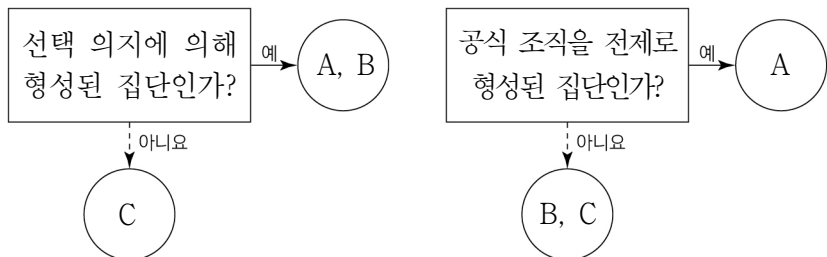 선택 의지에 의해
형성된 집단인가?
예
A, B
아니요
C
공식 조직을 전제로
형성된 집단인가?
예
A
아니요
B, C